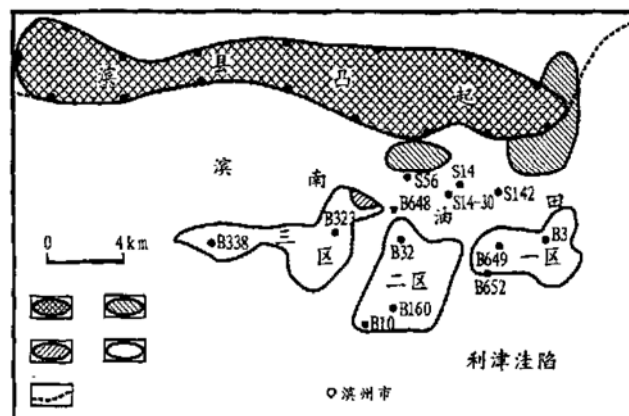 滨县凸起
滨南油田
S56
S14
S14-30
S142
B648
B323
三区
B338
B32
二区
B160
B10
B3
B649
一区
B652
0 4km
利津洼陷
滨州市